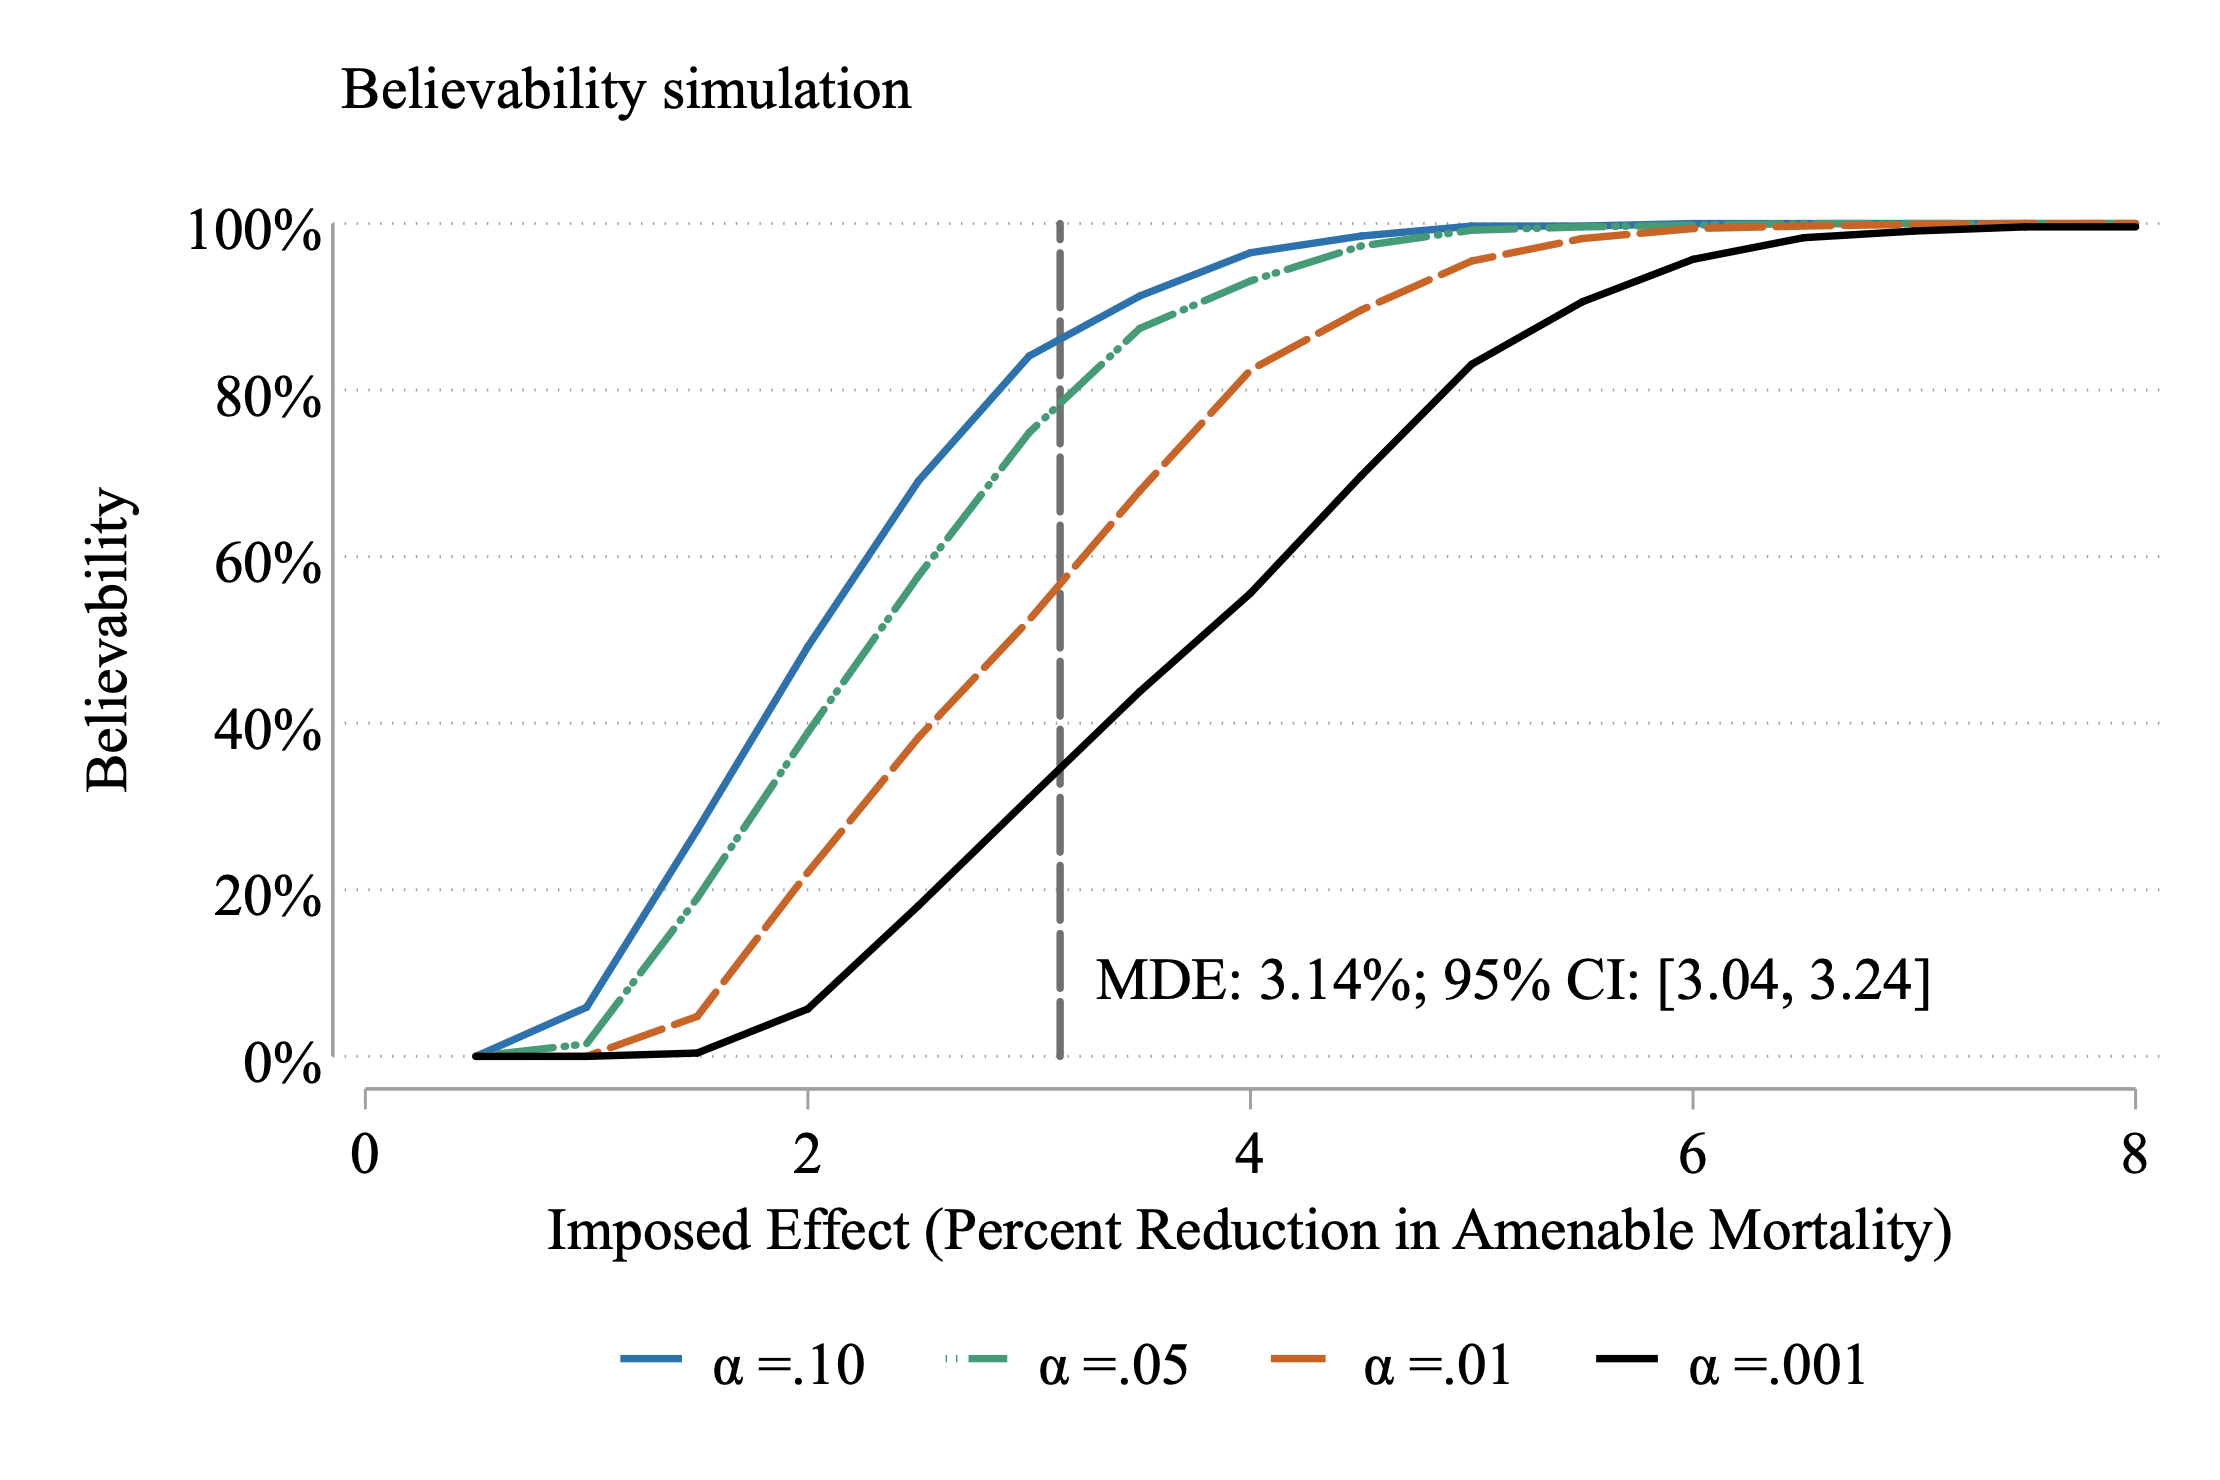 Believability simulation
100%
80%
60%
40%
20%
0%
Believability
MDE: 3.14%; 95% CI: [3.04, 3.24]
0 2 4 6 8
Imposed Effect (Percent Reduction in Amenable Mortality)
α =.10 α =.05 α =.01 α =.001